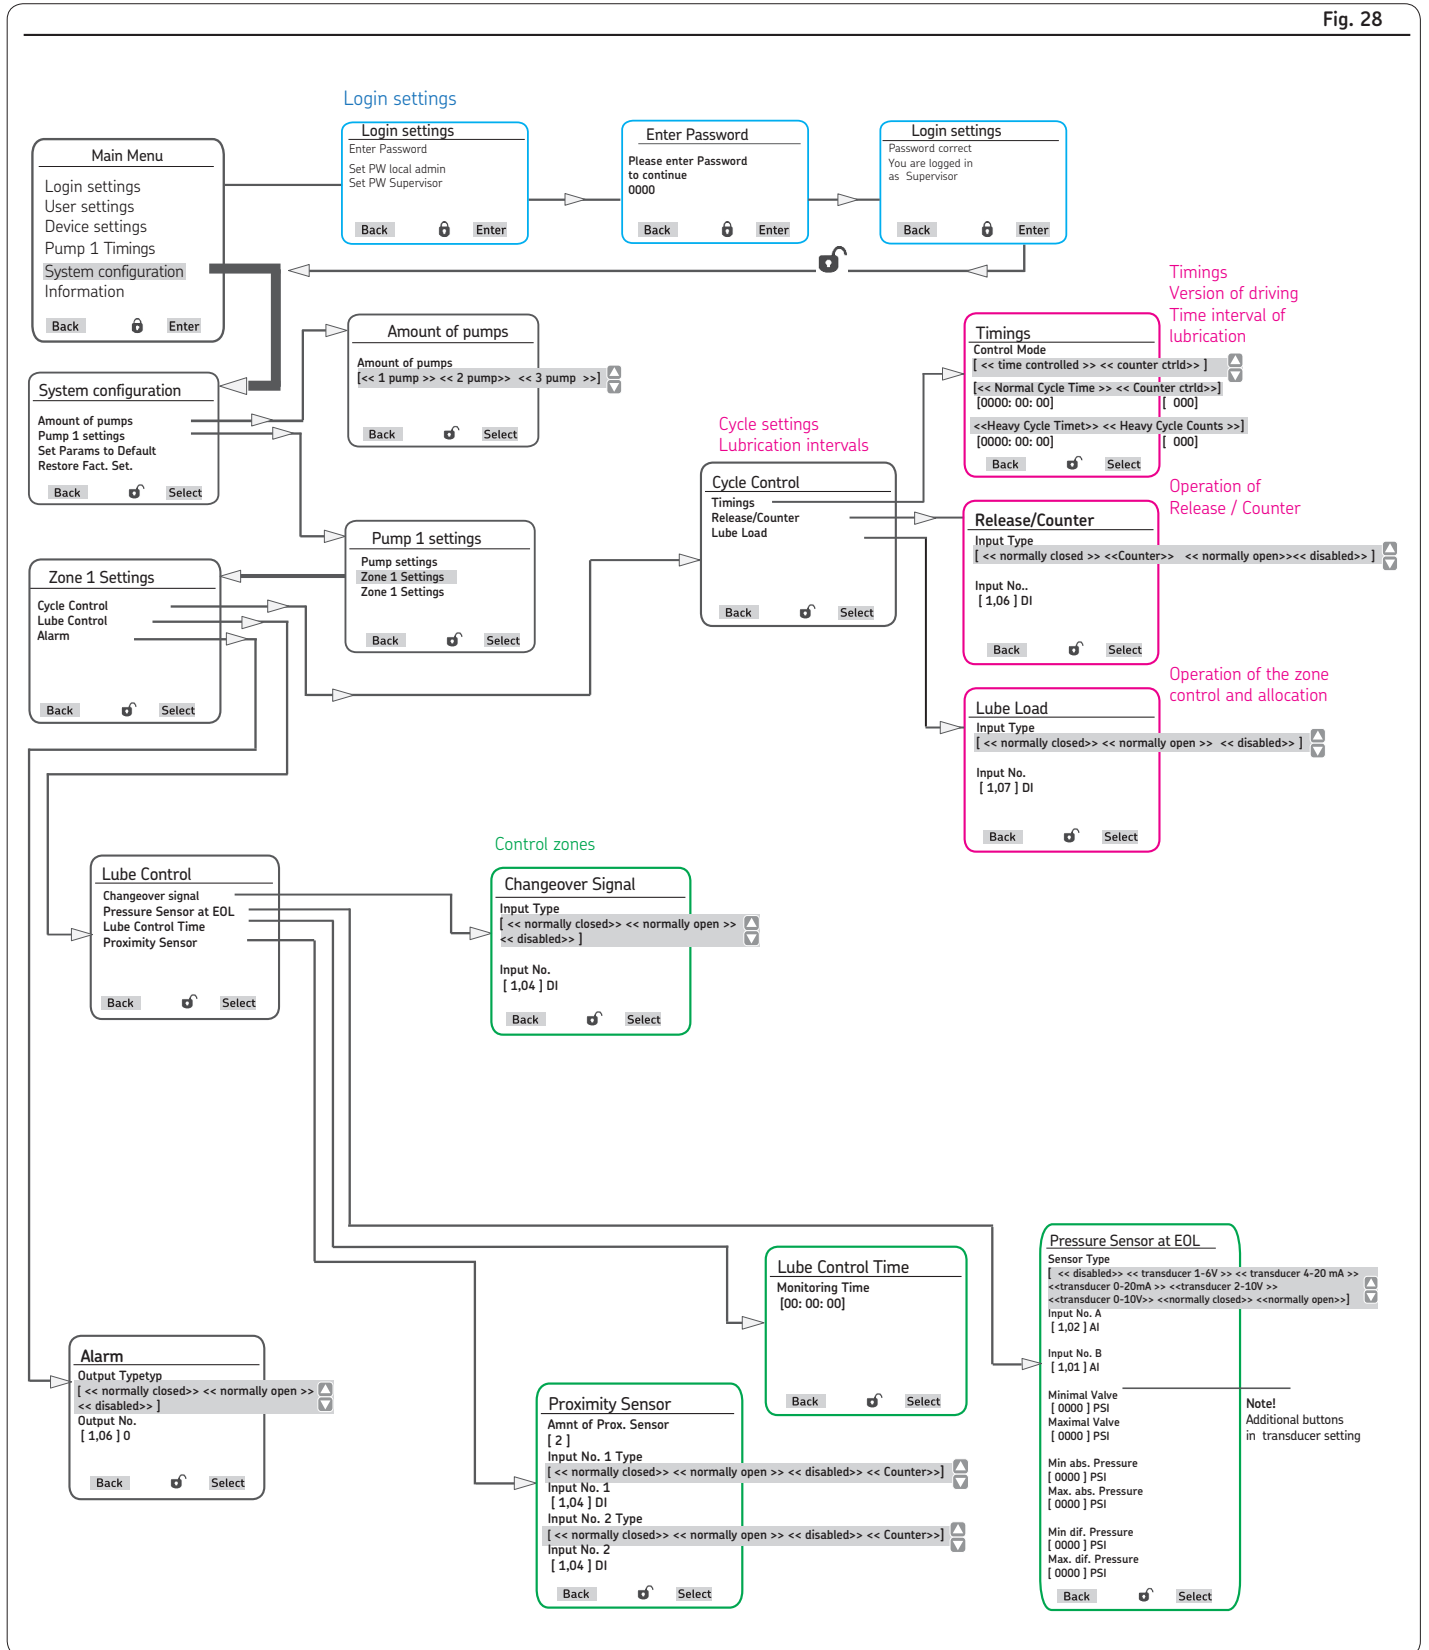 Fig. 28
Login settings
Main Menu
Login settings
User settings
Device settings
Pump 1 Timings
System configuration
Information
Back Enter
Login settings
Enter Password
Set PW local admin
Set PW Supervisor
Back Enter
Enter Password
Please enter Password
to continue
0000
Back Enter
Login settings
Password correct
You are logged in
as Supervisor
Back Enter
System configuration
Amount of pumps
Pump 1 settings
Set Params to Default
Restore Fact. Set.
Back Select
Amount of pumps
Amount of pumps
[<< 1 pump >> << 2 pump>> << 3 pump >>]
Back Select
Pump 1 settings
Pump settings
Zone 1 Settings
Zone 1 Settings
Back Select
Zone 1 Settings
Cycle Control
Lube Control
Alarm
Back Select
Cycle settings
Lubrication intervals
Cycle Control
Timings
Release/Counter
Lube Load
Back Select
Timings
Version of driving
Time interval of
lubrication
Timings
Control Mode
[ << time controlled >> << counter ctrld>> ]
[<< Normal Cycle Time >> << Counter ctrld>>]
[0000: 00: 00] [ 000]
<<Heavy Cycle Timet>> << Heavy Cycle Counts >>]
[0000: 00: 00] [ 000]
Back Select
Operation of
Release / Counter
Release/Counter
Input Type
[ << normally closed >> <<Counter>> << normally open>><< disabled>> ]
Input No..
[ 1,06 ] DI
Back Select
Operation of the zone
control and allocation
Lube Load
Input Type
[ << normally closed>> << normally open >> << disabled>> ]
Input No.
[ 1,07 ] DI
Back Select
Lube Control
Changeover signal
Pressure Sensor at EOL
Lube Control Time
Proximity Sensor
Back Select
Control zones
Changeover Signal
Input Type
[ << normally closed>> << normally open >>
<< disabled>> ]
Input No.
[ 1,04 ] DI
Back Select
Lube Control Time
Monitoring Time
[00: 00: 00]
Back Select
Pressure Sensor at EOL
Sensor Type
[ << disabled>> << transducer 1-6V >> << transducer 4-20 mA >>
<<transducer 0-20mA >> <<transducer 2-10V >>
<<transducer 0-10V>> <<normally closed>> <<normally open>>]
Input No. A
[ 1,02 ] AI
Input No. B
[ 1,01 ] AI
Minimal Valve
[ 0000 ] PSI
Maximal Valve
[ 0000 ] PSI
Min abs. Pressure
[ 0000 ] PSI
Max. abs. Pressure
[ 0000 ] PSI
Min dif. Pressure
[ 0000 ] PSI
Max. dif. Pressure
[ 0000 ] PSI
Back Select
Note!
Additional buttons
in transducer setting
Alarm
Output Typetyp
[ << normally closed>> << normally open >>
<< disabled>> ]
Output No.
[ 1,06 ] 0
Back Select
Proximity Sensor
Amnt of Prox. Sensor
[ 2 ]
Input No. 1 Type
[ << normally closed>> << normally open >> << disabled>> << Counter>>]
Input No. 1
[ 1,04 ] DI
Input No. 2 Type
[ << normally closed>> << normally open >> << disabled>> << Counter>>]
Input No. 2
[ 1,04 ] DI
Back Select